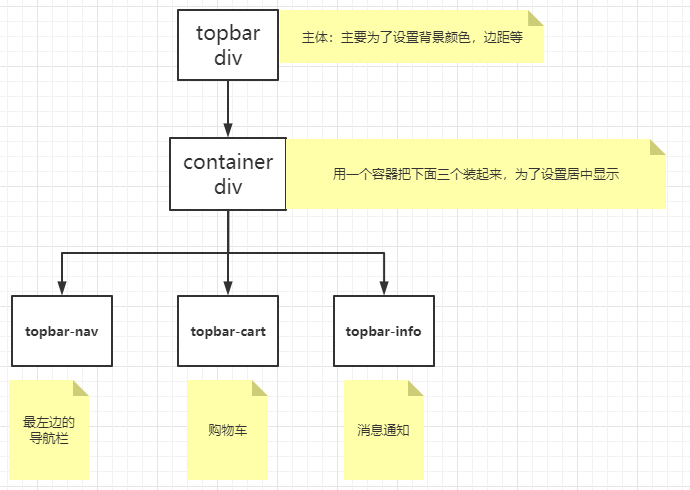 topbar
div
主体：主要为了设置背景颜色，边距等
container
div
用一个容器把下面三个装起来，为了设置居中显示
topbar-nav
topbar-cart
topbar-info
最左边的
导航栏
购物车
消息通知